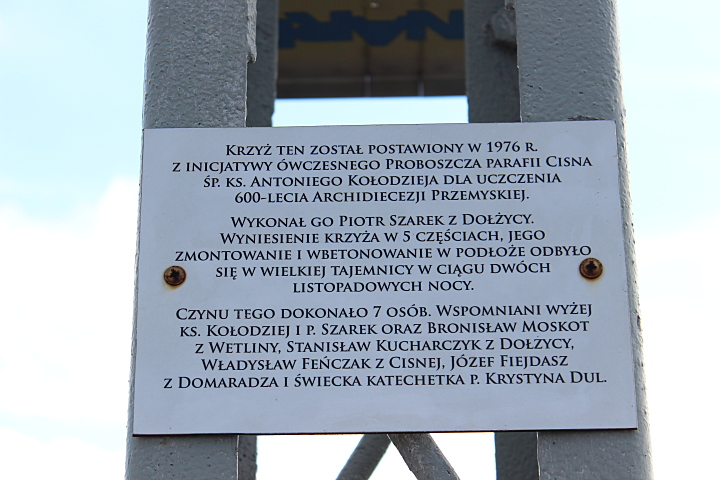 Krzyż ten został postawiony w 1976 r.
z inicjatywy ówczesnego Proboszcza parafii Cisna
śp. ks. Antoniego Kołodzieja dla uczczenia
600-lecia Archidiecezji Przemyskiej.
Wykonał go Piotr Szarek z Dołżycy.
Wyniesienie krzyża w 5 częściach, jego
zmontowanie i wbetonowanie w podłoże odbyło
się w wielkiej tajemnicy w ciągu dwóch
listopadowych nocy.
Czynu tego dokonało 7 osób. Wspomniani wyżej
ks. Kołodziej i p. Szarek oraz Bronisław Moskot
z Wetliny, Stanisław Kucharczyk z Dołżycy,
Władysław Feńczak z Cisnej, Józef Fiejdasz
z Domaradza i świecka katechetka p. Krystyna Dul.